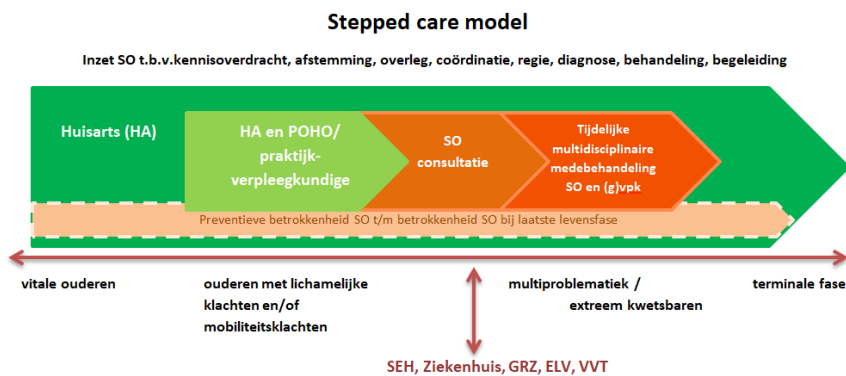 Stepped care model
Inzet SO t.b.v.kennisoverdracht, afstemming, overleg, coördinatie, regie, diagnose, behandeling, begeleiding
Huisarts (HA)
HA en POHO/
praktijk-
verpleegkundige
SO
consultatie
Tijdelijke
multidisciplinaire
medebehandeling
SO en (g)vpk
Preventieve betrokkenheid SO t/m betrokkenheid SO bij laatste levensfase
vitale ouderen
ouderen met lichamelijke
klachten en/of
mobiliteitsklachten
multiproblematiek /
extreem kwetsbaren
terminale fase
SEH, Ziekenhuis, GRZ, ELV, VVT